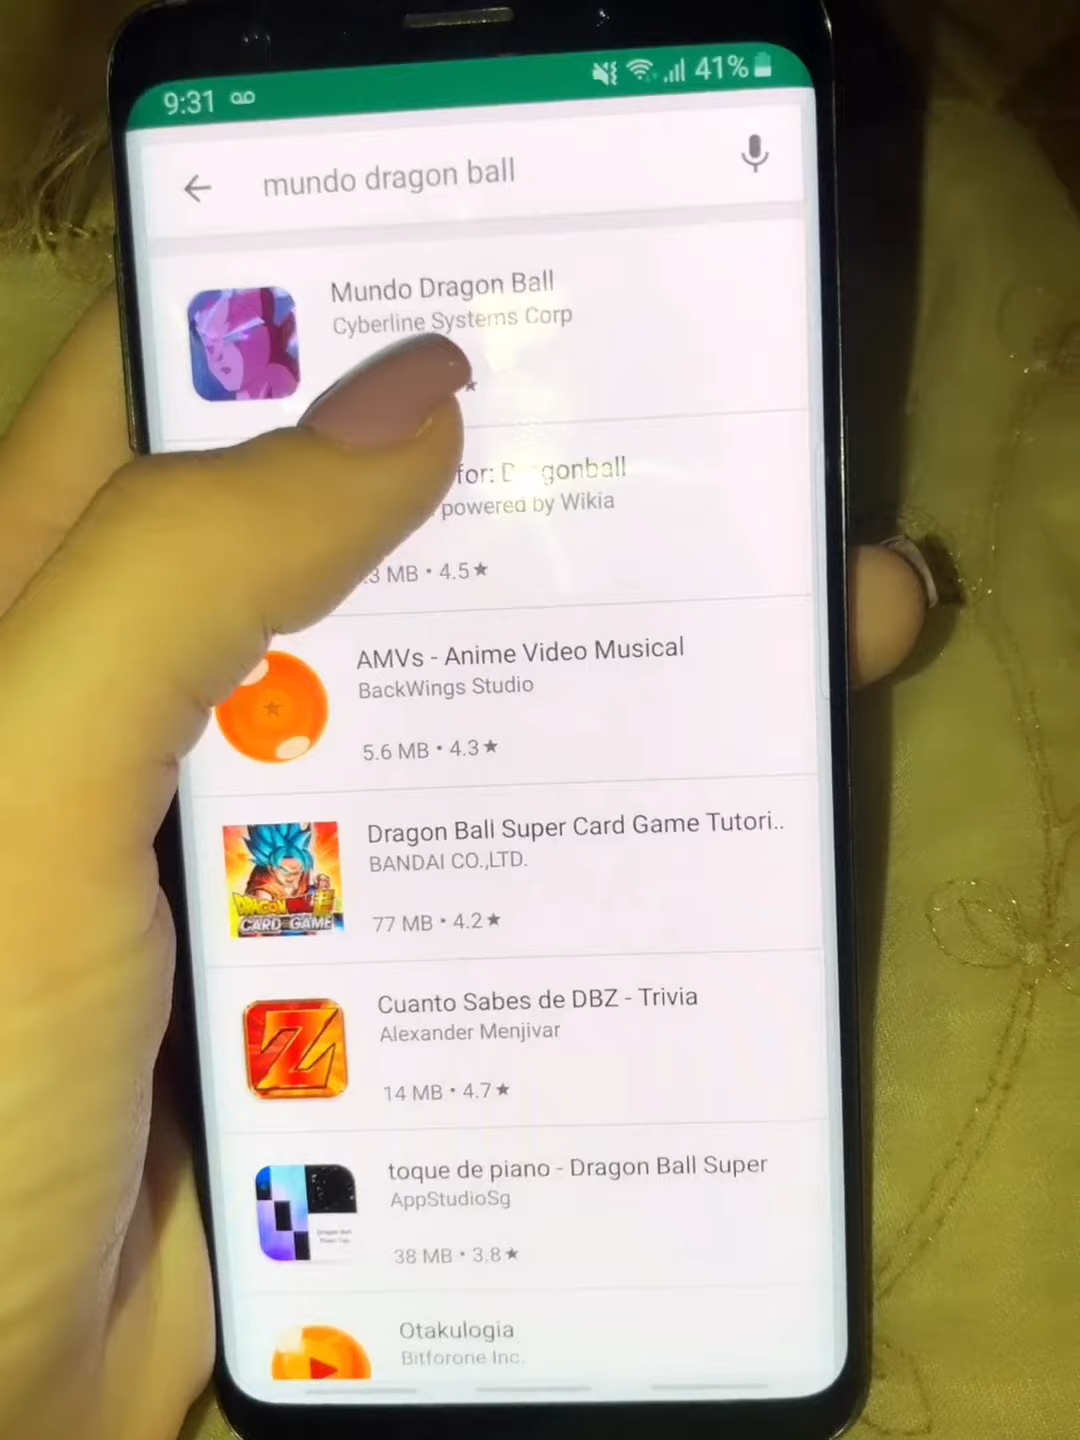 9:31
41%
mundo dragon ball
Mundo Dragon Ball
Cyberline Systems Corp
for:
powered by Wikia
MB • 4.5★
AMVs - Anime Video Musical
BackWings Studio
5.6 MB • 4.3★
Dragon Ball Super Card Game Tutori..
BANDAI CO.,LTD.
77 MB • 4.2★
CARD GAME
Cuanto Sabes de DBZ - Trivia
Alexander Menjivar
Z
14 MB • 4.7★
toque de piano - Dragon Ball Super
AppStudioSg
38 MB • 3.8★
Otakulogia
Bitforone Inc.